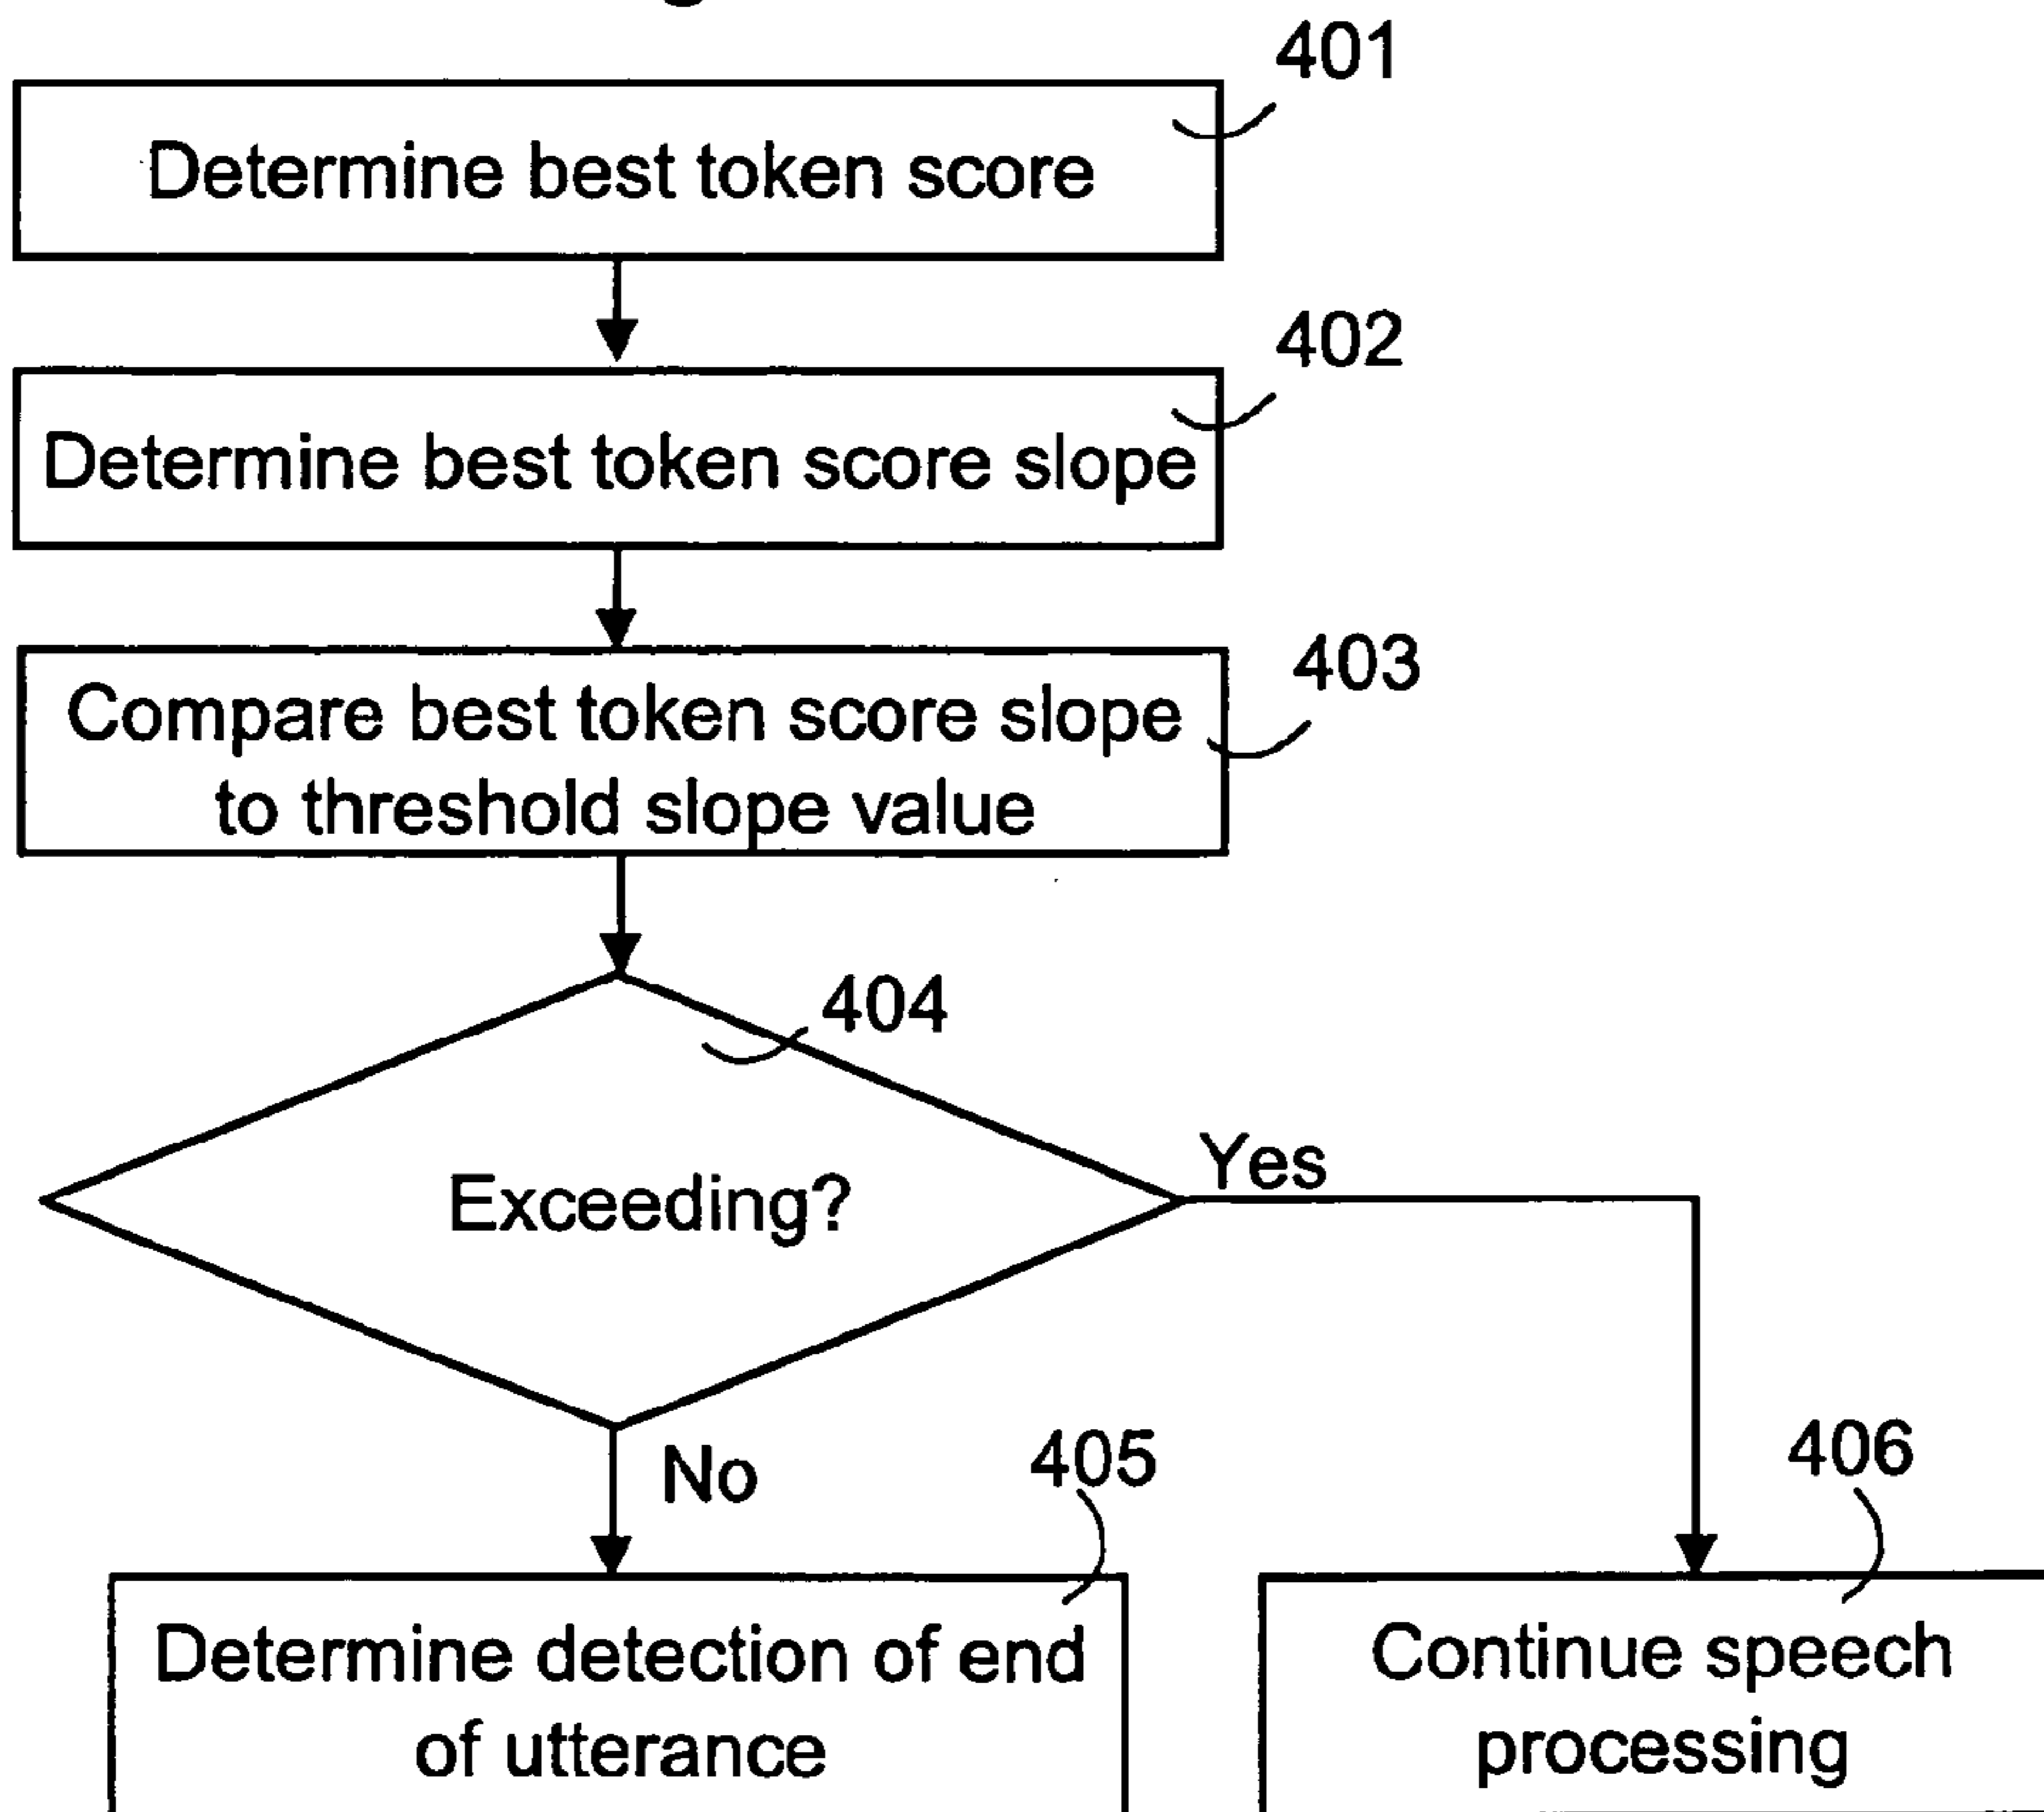 401
Determine best token score
402
Determine best token score slope
403
Compare best token score slope
to threshold slope value
404
Exceeding?
Yes
No
405
406
Determine detection of end
of utterance
Continue speech
processing